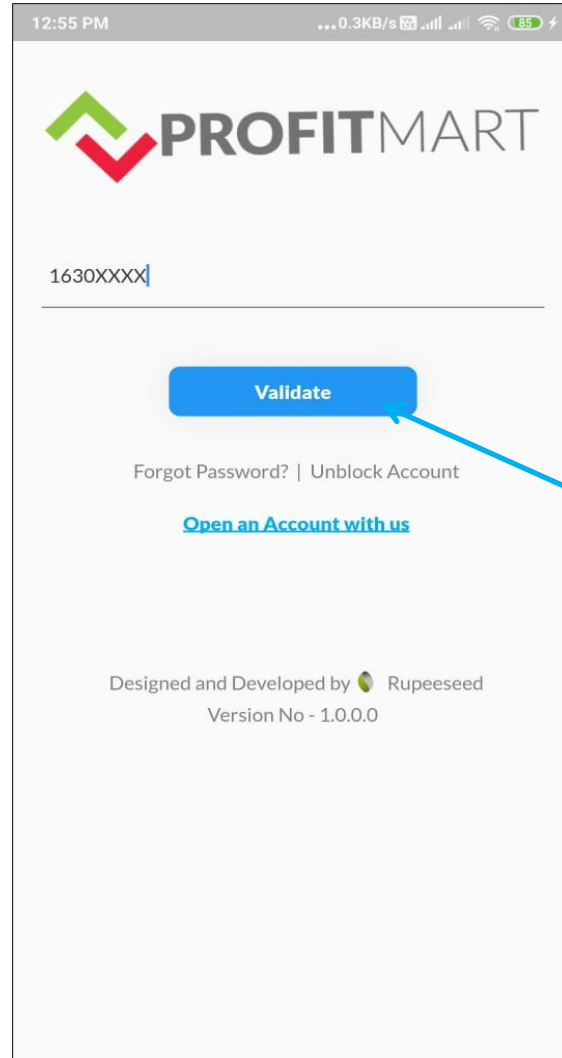 12:55 PM ...0.3KB/s 85
PROFITMART
1630XXXX
Validate
Forgot Password? | Unblock Account
Open an Account with us
Designed and Developed by Rupeeseed
Version No - 1.0.0.0